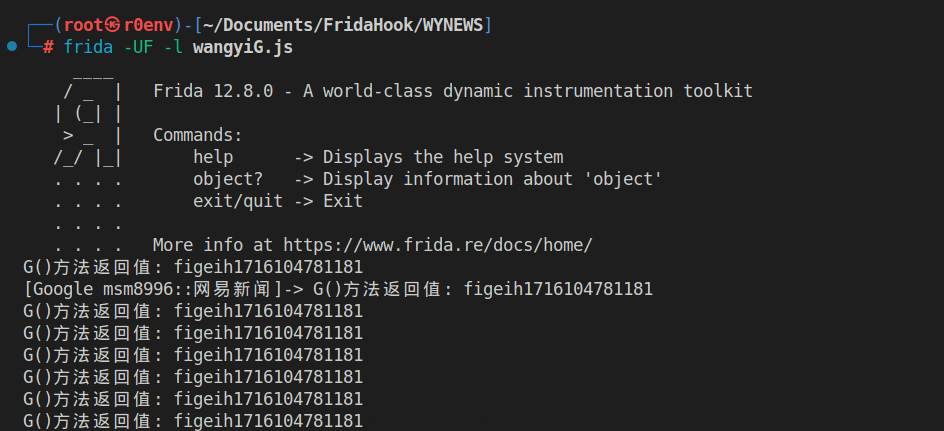 ┌──(root㉿r0env)-[~/Documents/FridaHook/WYNEWS]
└─# frida -UF -l wangyiG.js
     ____
    / _  |   Frida 12.8.0 - A world-class dynamic instrumentation toolkit
   | (_| |
    > _  |   Commands:
   /_/ |_|       help      -> Displays the help system
   . . . .       object?   -> Display information about 'object'
   . . . .       exit/quit -> Exit
   . . . .
   . . . .   More info at https://www.frida.re/docs/home/
G()方法返回值: figeih1716104781181
[Google msm8996::网易新闻]-> G()方法返回值: figeih1716104781181
G()方法返回值: figeih1716104781181
G()方法返回值: figeih1716104781181
G()方法返回值: figeih1716104781181
G()方法返回值: figeih1716104781181
G()方法返回值: figeih1716104781181
G()方法返回值: figeih1716104781181